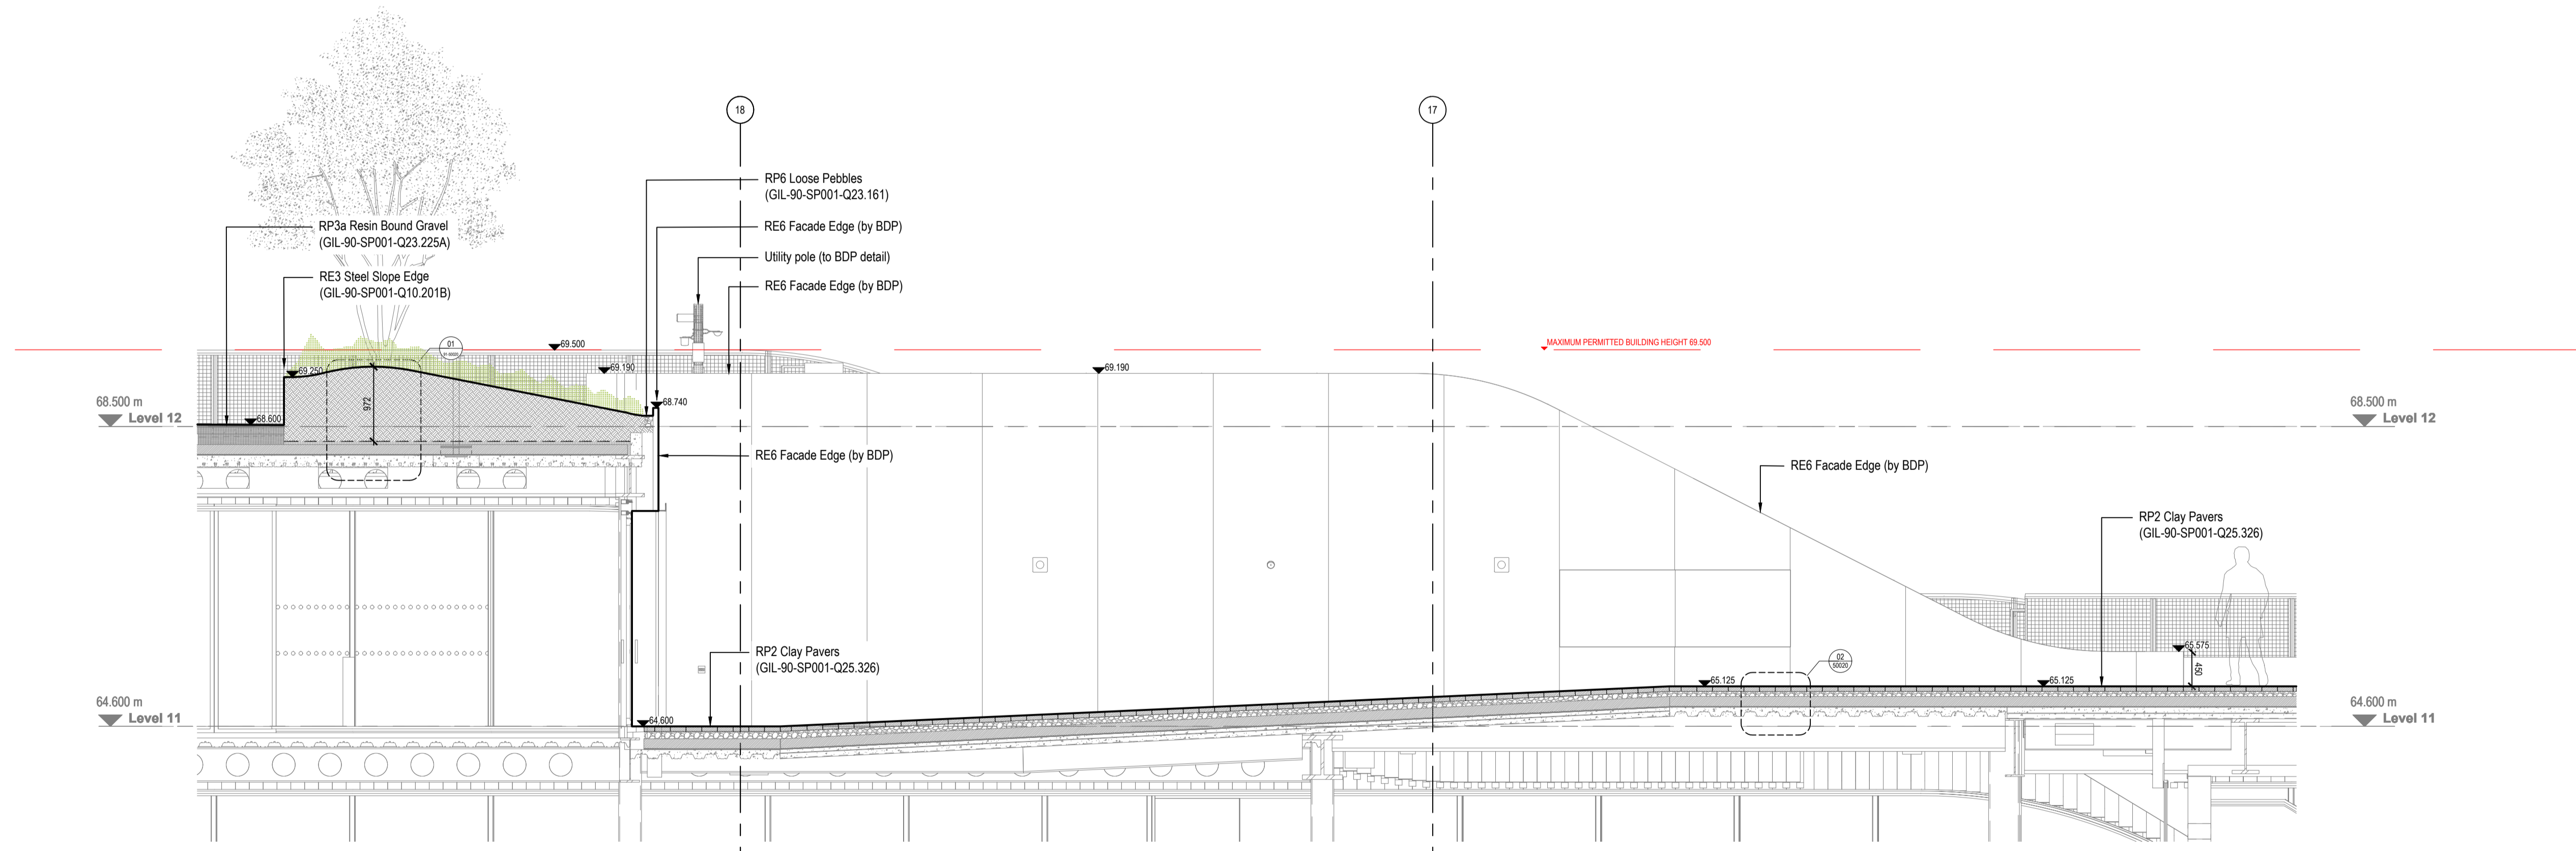 18
17
RP6 Loose Pebbles
(GIL-90-SP001-Q23.161)
RP3a Resin Bound Gravel
(GIL-90-SP001-Q23.225A)
RE6 Facade Edge (by BDP)
Utility pole (to BDP detail)
RE3 Steel Slope Edge
(GIL-90-SP001-Q10.201B)
RE6 Facade Edge (by BDP)
01
69.500
MAXIMUM PERMITTED BUILDING HEIGHT 69.500
69.250
69.190
69.190
972
68.740
68.500 m
Level 12
68.600
68.500 m
Level 12
RE6 Facade Edge (by BDP)
RE6 Facade Edge (by BDP)
RP2 Clay Pavers
(GIL-90-SP001-Q25.326)
RP2 Clay Pavers
(GIL-90-SP001-Q25.326)
02
50020
65.575
450
65.125
65.125
64.600 m
Level 11
64.600
64.600 m
Level 11